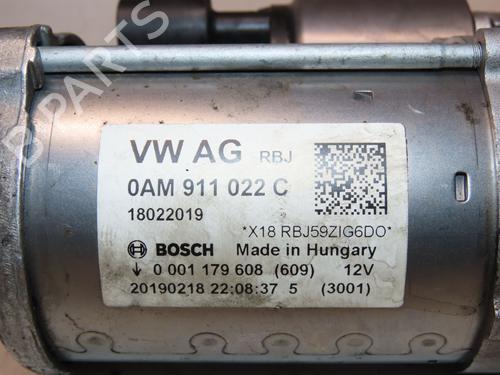 B PARTS
VW AG RBJ
0AM 911 022 C
18022019
*X18 RBJ59ZIG6DO*
BOSCH Made in Hungary
↓ 0 001 179 608 (609) 12V
20190218 22:08:37 5 (3001)